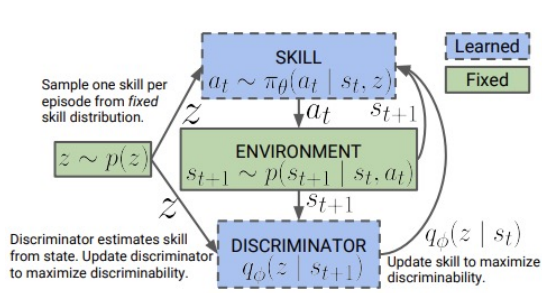 SKILL
a_t ~ π_θ(a_t | s_t, z)
Learned
Fixed
Sample one skill per
episode from fixed
skill distribution.
z
a_t
s_{t+1}
z ~ p(z)
ENVIRONMENT
s_{t+1} ~ p(s_{t+1} | s_t, a_t)
z
s_{t+1}
Discriminator estimates skill
from state. Update discriminator
to maximize discriminability.
DISCRIMINATOR
q_ϕ(z | s_{t+1})
q_ϕ(z | s_t)
Update skill to maximize
discriminability.